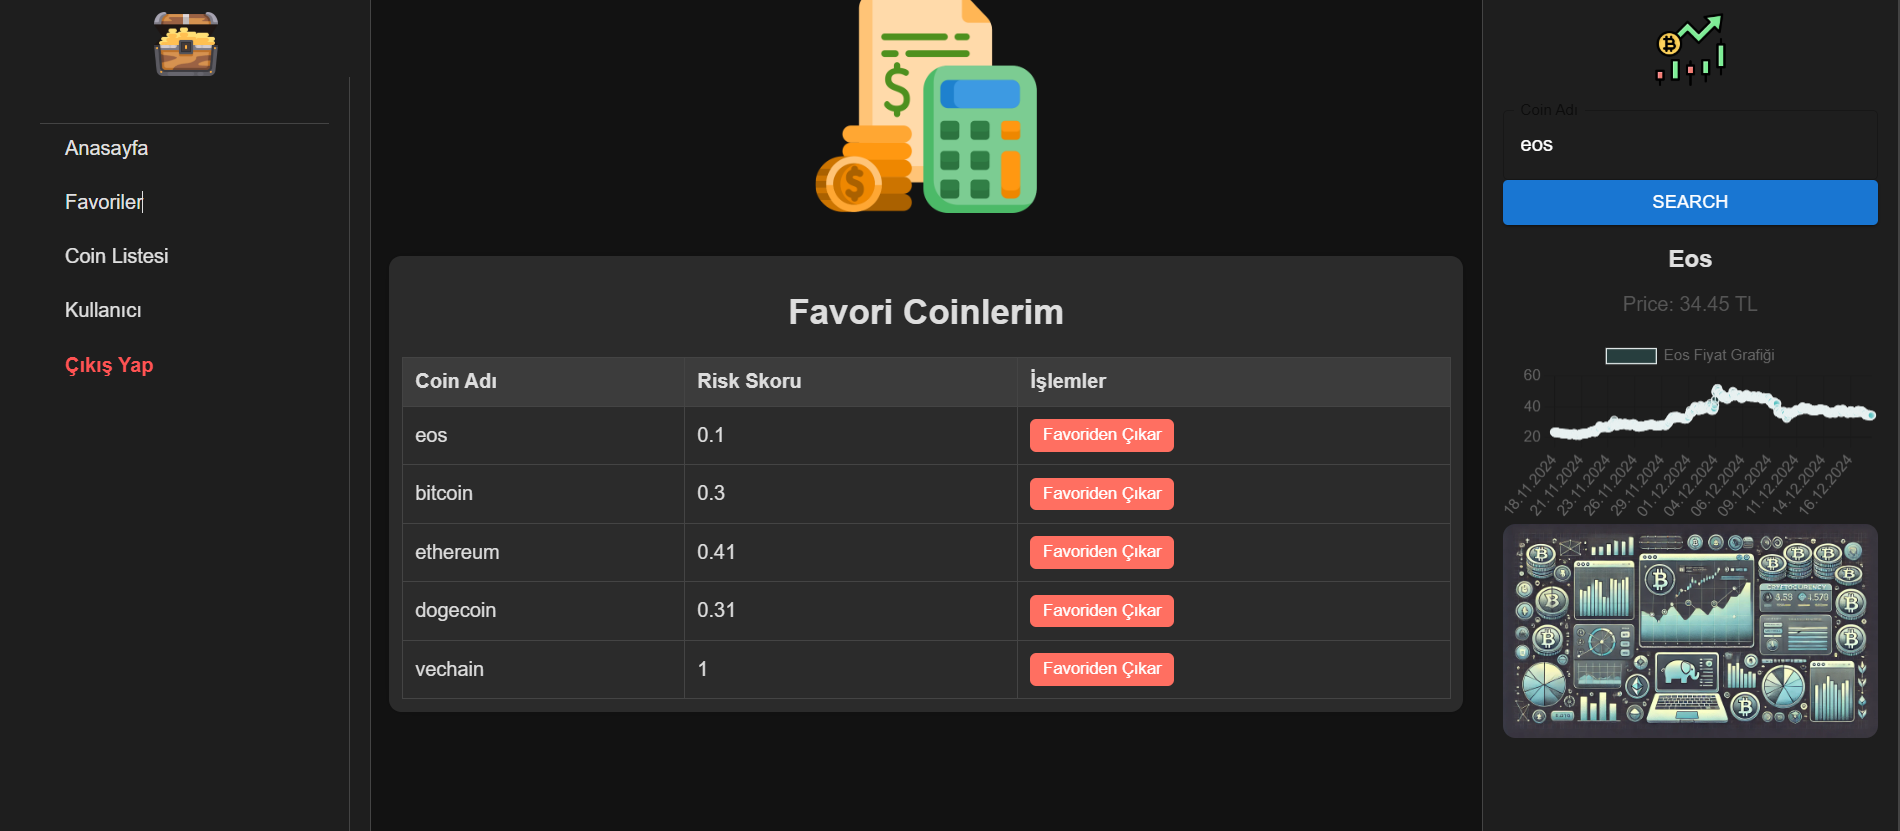 Anasayfa
Favoriler
Coin Listesi
Kullanıcı
Çıkış Yap
$
$
Favori Coinlerim
Coin Adı Risk Skoru İşlemler
eos 0.1 Favoriden Çıkar
bitcoin 0.3 Favoriden Çıkar
ethereum 0.41 Favoriden Çıkar
dogecoin 0.31 Favoriden Çıkar
vechain 1 Favoriden Çıkar
Coin Adı
eos
SEARCH
Eos
Price: 34.45 TL
Eos Fiyat Grafiği
60
40
20
18.11.2024 21.11.2024 23.11.2024 26.11.2024 29.11.2024 01.12.2024 04.12.2024 06.12.2024 09.12.2024 11.12.2024 14.12.2024 16.12.2024